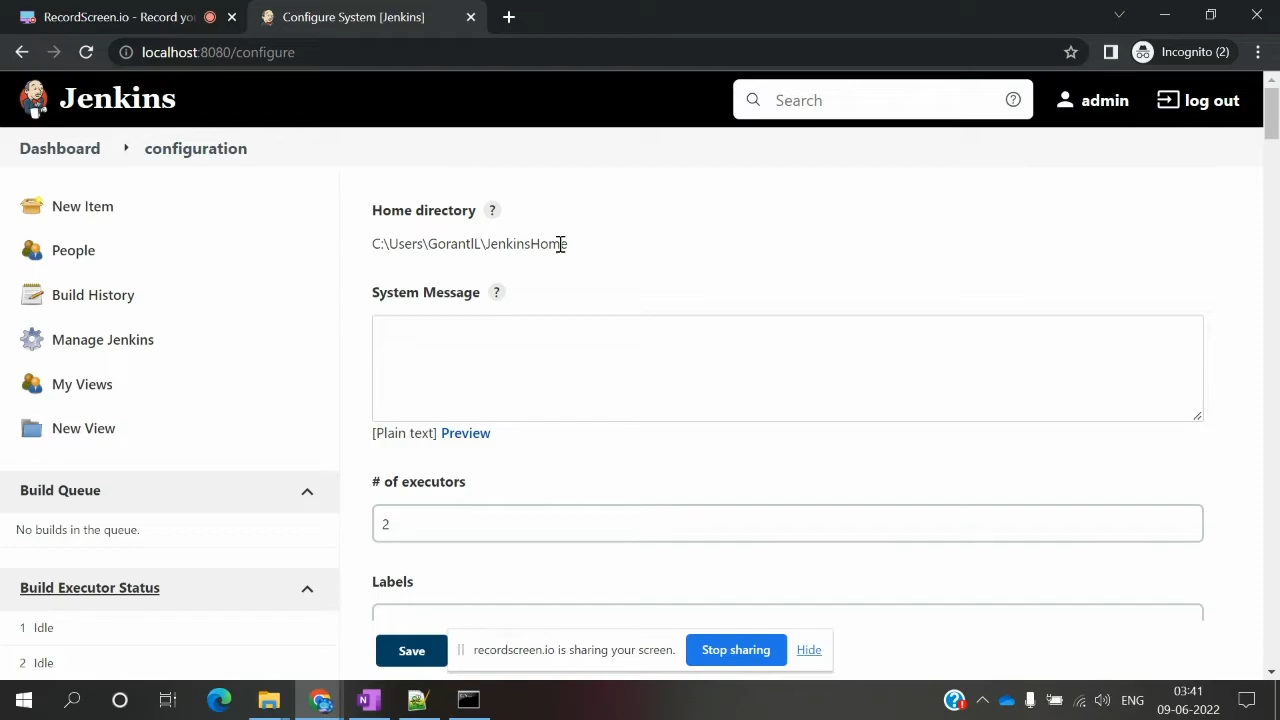 RecordScreen.io - Record yo
Configure System [Jenkins]
localhost:8080/configure
Incognito (2)
Jenkins
Search
admin
log out
Dashboard
configuration
New Item
People
Build History
Manage Jenkins
My Views
New View
Build Queue
No builds in the queue.
Build Executor Status
1 Idle
2 Idle
Home directory ?
C:\Users\GorantlL\JenkinsHome
System Message ?
[Plain text] Preview
# of executors
2
Labels
Save
recordscreen.io is sharing your screen.
Stop sharing
Hide
ENG
03:41
09-06-2022